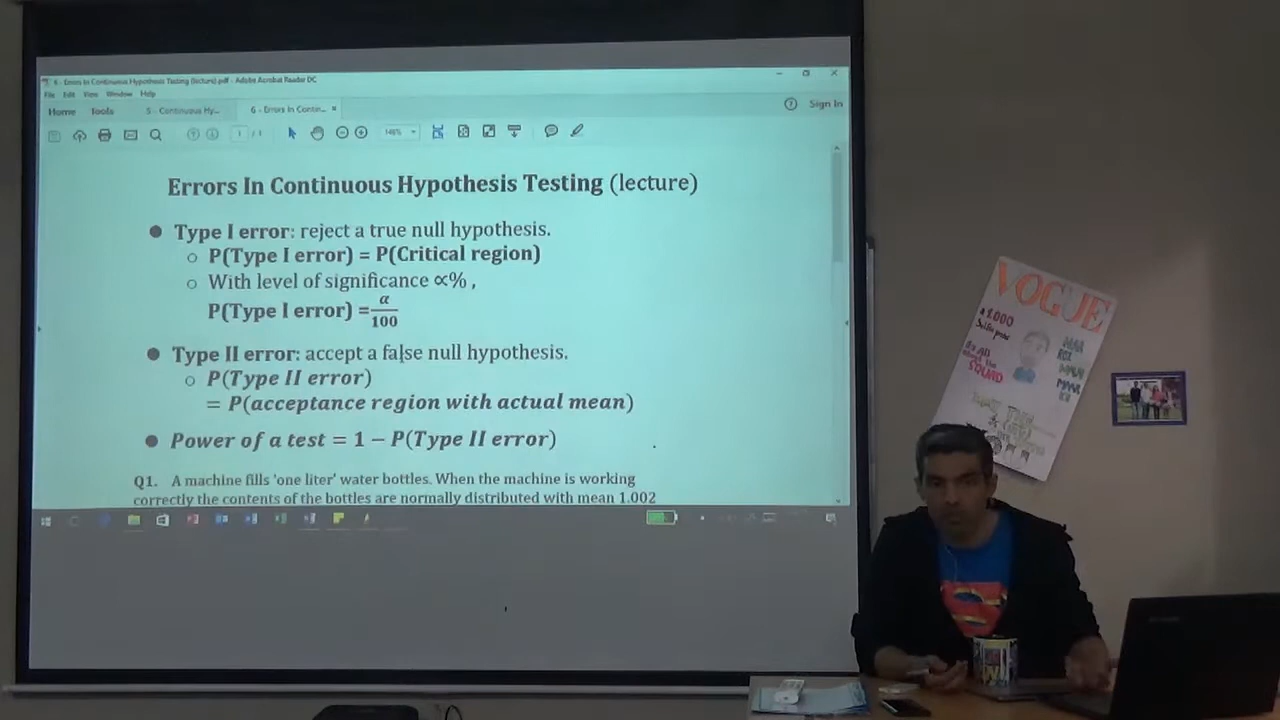 6 - Errors In Continuous Hypothesis Testing (lecture).pdf - Adobe Acrobat Reader DC
File Edit View Window Help
Home Tools 5 - Continuous Hy... 6 - Errors In Contin... × Sign In
1 / 1 146%
Errors In Continuous Hypothesis Testing (lecture)
● Type I error: reject a true null hypothesis.
○ P(Type I error) = P(Critical region)
○ With level of significance ∝% ,
P(Type I error) = α/100
● Type II error: accept a false null hypothesis.
○ P(Type II error)
= P(acceptance region with actual mean)
● Power of a test = 1 − P(Type II error)
Q1. A machine fills 'one liter' water bottles. When the machine is working
correctly the contents of the bottles are normally distributed with mean 1.002
VOGUE
SQUAD